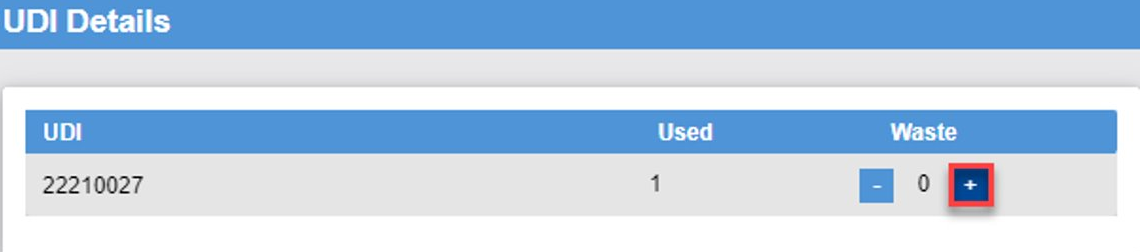 UDI Details
UDI Used Waste
22210027 1 - 0 +